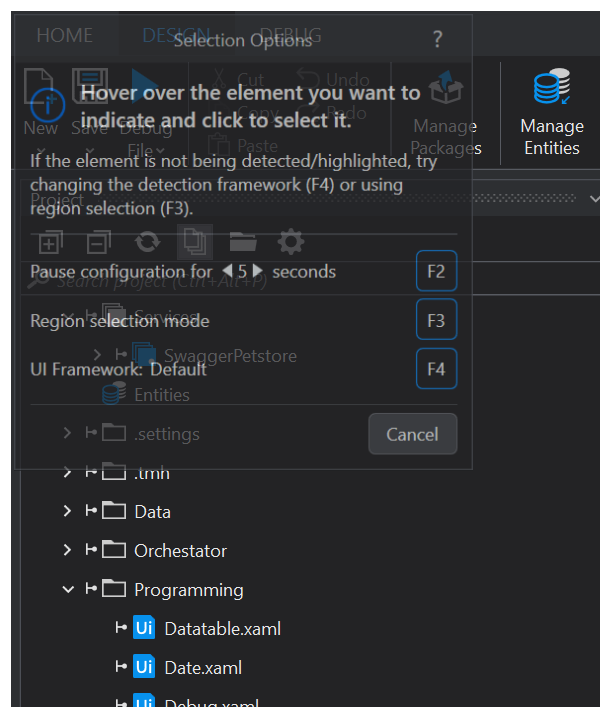 HOME DESIGN DEBUG
Selection Options ?
Hover over the element you want to
indicate and click to select it.
New Save Debug
File
Cut Undo
Copy Redo
Paste
Manage
Packages
Manage
Entities
If the element is not being detected/highlighted, try
changing the detection framework (F4) or using
region selection (F3).
Project
Pause configuration for 5 seconds F2
Search project (Ctrl+Alt+P)
Region selection mode F3
Services
SwaggerPetstore
UI Framework: Default F4
Entities
Cancel
.settings
.tmh
Data
Orchestator
Programming
Ui Datatable.xaml
Ui Date.xaml
Ui Debug.xaml